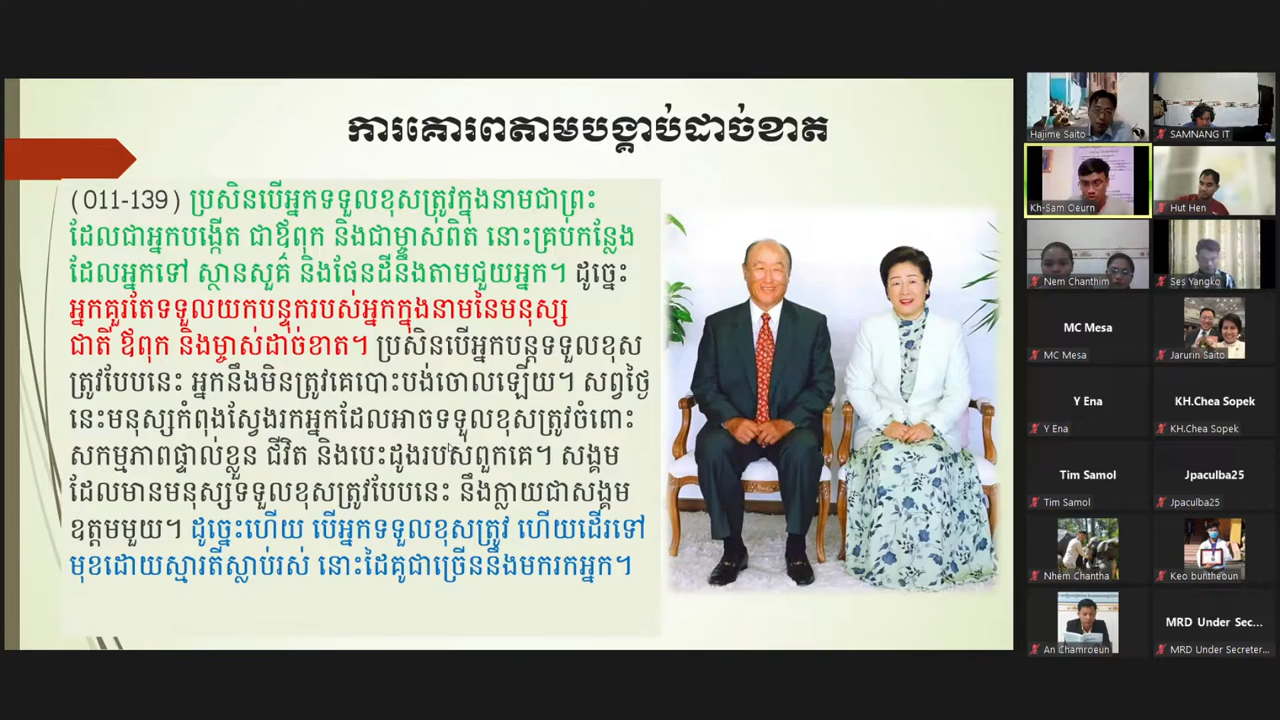 ការគោរពតាមបង្គាប់ដាច់ខាត
(011-139) ប្រសិនបើអ្នកទទួលខុសត្រូវក្នុងនាមជាព្រះ
ដែលជាអ្នកបង្កើត ជាឪពុក និងជាម្ចាស់ពិត នោះគ្រប់កន្លែង
ដែលអ្នកទៅ ស្ថានសួគ៌ និងផែនដីនឹងតាមជួយអ្នក។ ដូច្នេះ
អ្នកគួរតែទទួលយកបន្ទុករបស់អ្នកក្នុងនាមនៃមនុស្ស
ជាតិ ឪពុក និងម្ចាស់ដាច់ខាត។ ប្រសិនបើអ្នកបន្តទទួលខុស
ត្រូវបែបនេះ អ្នកនឹងមិនត្រូវគេបោះបង់ចោលឡើយ។ សព្វថ្ងៃ
នេះមនុស្សកំពុងស្វែងរកអ្នកដែលអាចទទួលខុសត្រូវចំពោះ
សកម្មភាពផ្ទាល់ខ្លួន ជីវិត និងបេះដូងរបស់ពួកគេ។ សង្គម
ដែលមានមនុស្សទទួលខុសត្រូវបែបនេះ នឹងក្លាយជាសង្គម
ឧត្តមមួយ។ ដូច្នេះហើយ បើអ្នកទទួលខុសត្រូវ ហើយដើរទៅ
មុខដោយស្មារតីស្លាប់រស់ នោះដៃគូជាច្រើននឹងមករកអ្នក។
Hajime Saito
SAMNANG IT
Kh-Sam Oeurn
Hut Hen
Nem Chanthim
Ses Yangko
MC Mesa
MC Mesa
Jarurin Saito
Y Ena
Y Ena
KH.Chea Sopek
KH.Chea Sopek
Tim Samol
Tim Samol
Jpaculba25
Jpaculba25
Nhem Chantha
Keo buntheoun
An Chamroeun
MRD Under Sec...
MRD Under Secreter...